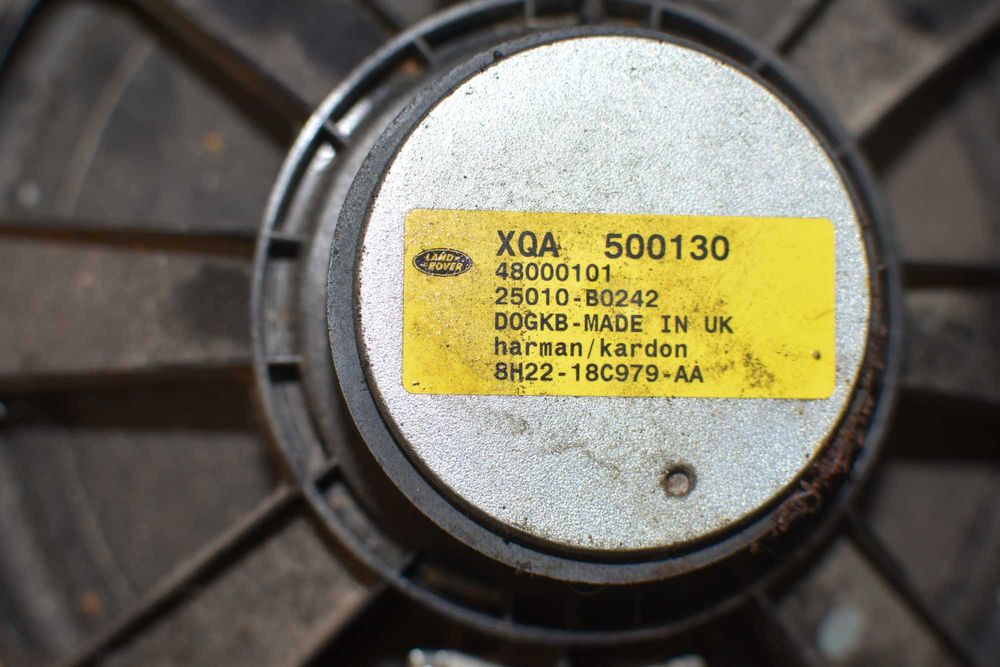 LAND-
ROVER
XQA 500130
48000101
25010-B0242
DOGKB-MADE IN UK
harman/kardon
8H22-18C979-AA